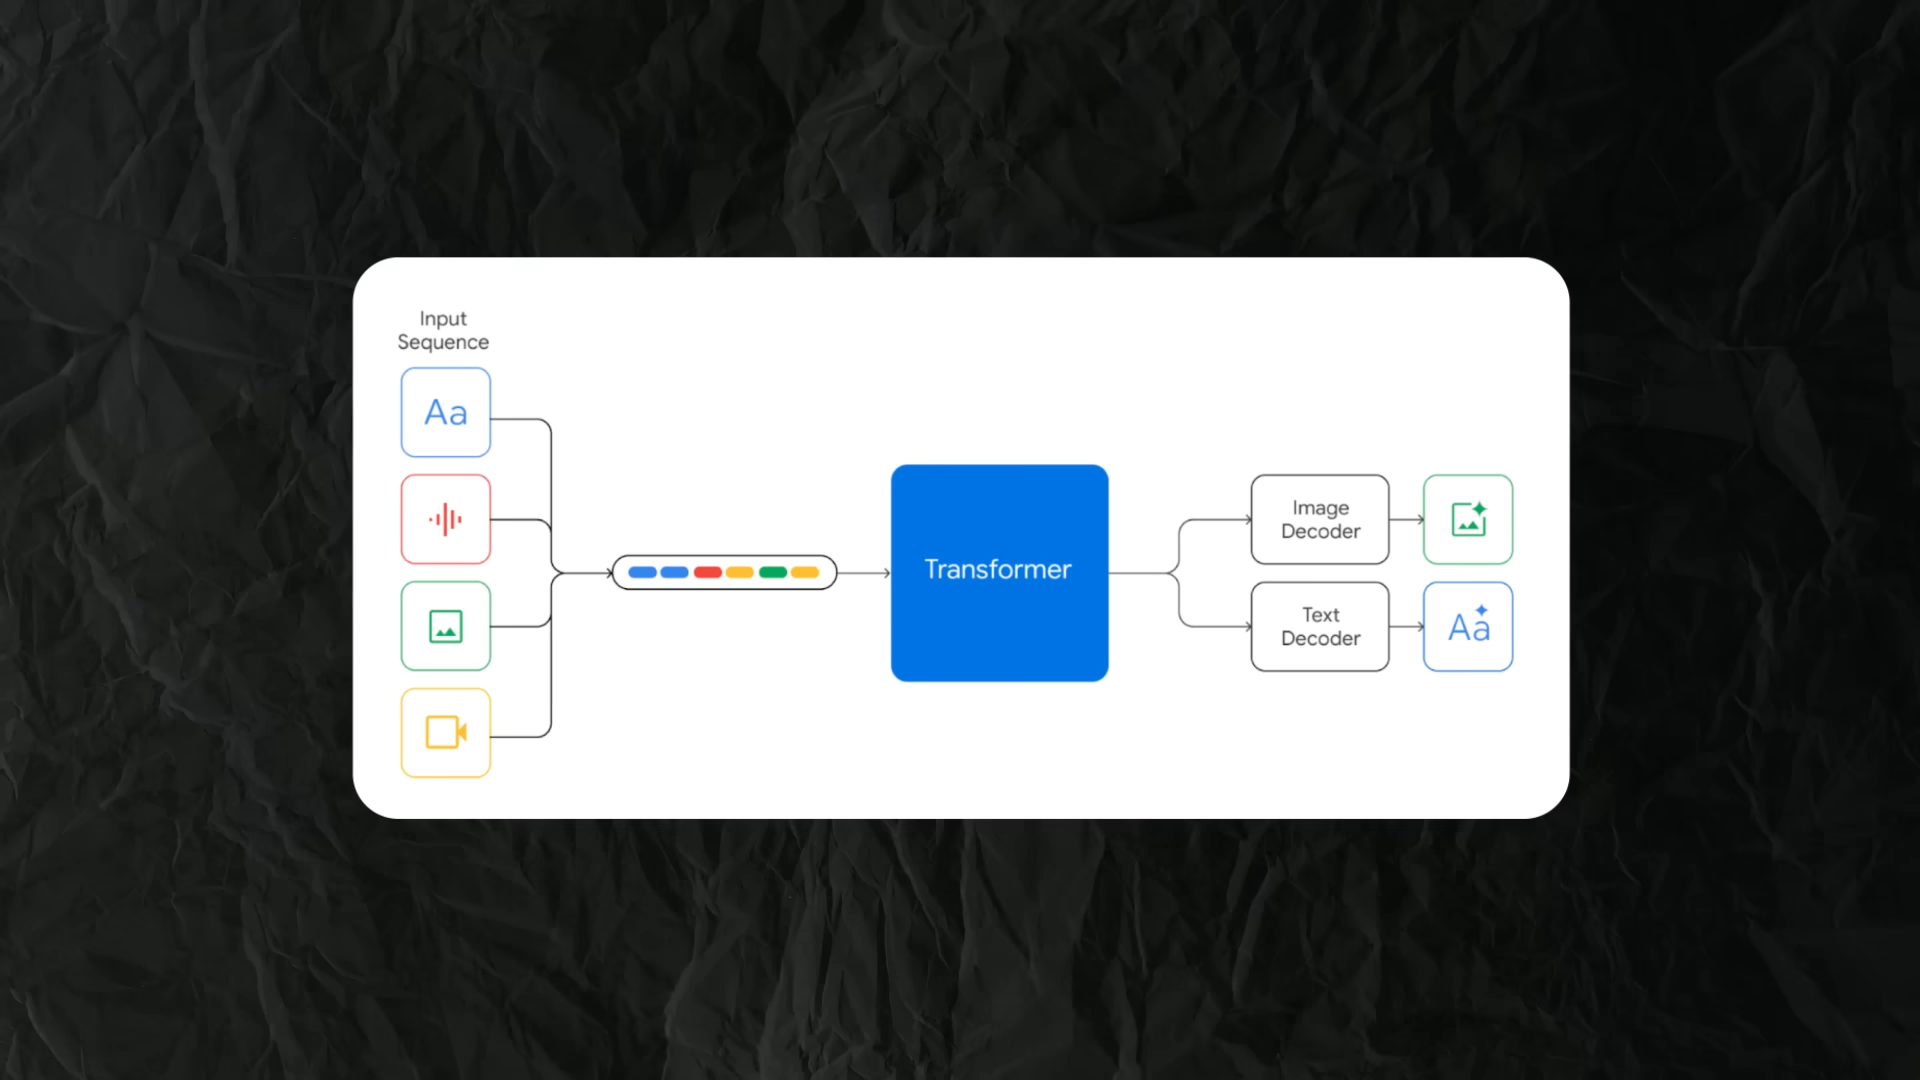 Input
Sequence
Aa
Transformer
Image
Decoder
Text
Decoder
Aa